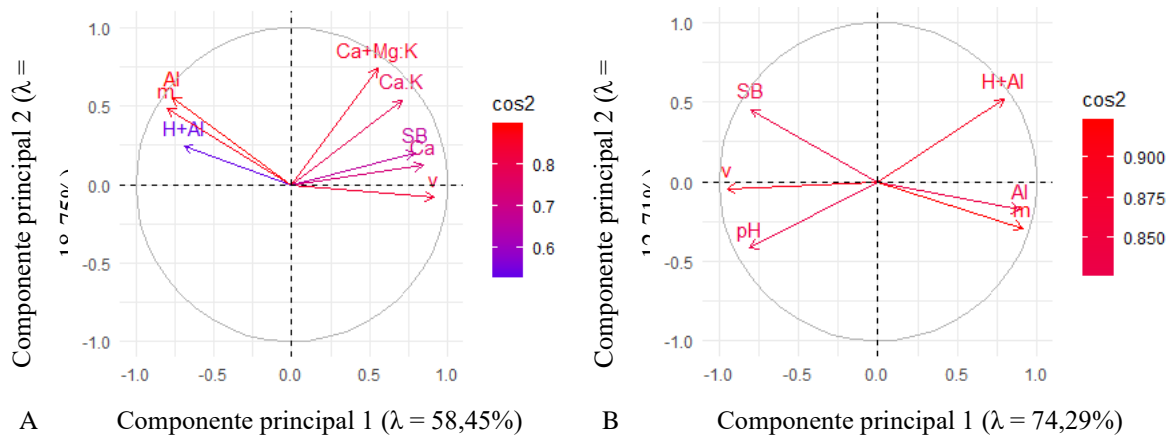 Componente principal 2 (λ =
1.0
0.5
0.0
-0.5
-1.0
Ca+Mg:K
Ca:K
Al
m
H+Al
SB
Ca
v
-1.0 -0.5 0.0 0.5 1.0
cos2
0.8
0.7
0.6
A Componente principal 1 (λ = 58,45%)
Componente principal 2 (λ =
1.0
0.5
0.0
-0.5
-1.0
SB
H+Al
v
Al
m
pH
-1.0 -0.5 0.0 0.5 1.0
cos2
0.900
0.875
0.850
B Componente principal 1 (λ = 74,29%)